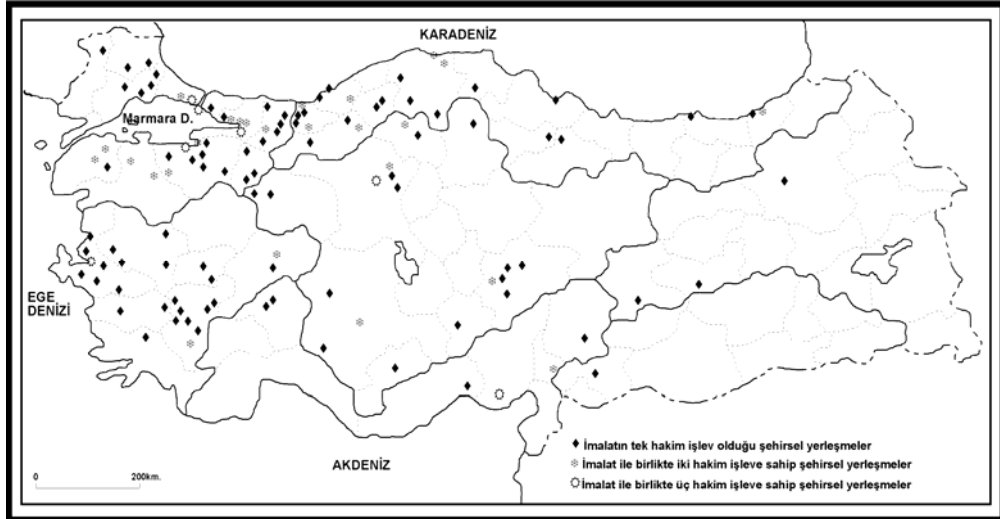 KARADENİZ
Marmara D.
EGE
DENİZİ
AKDENİZ
İmalatın tek hakim işlev olduğu şehirsel yerleşmeler
İmalat ile birlikte iki hakim işleve sahip şehirsel yerleşmeler
İmalat ile birlikte üç hakim işleve sahip şehirsel yerleşmeler
0 200km.